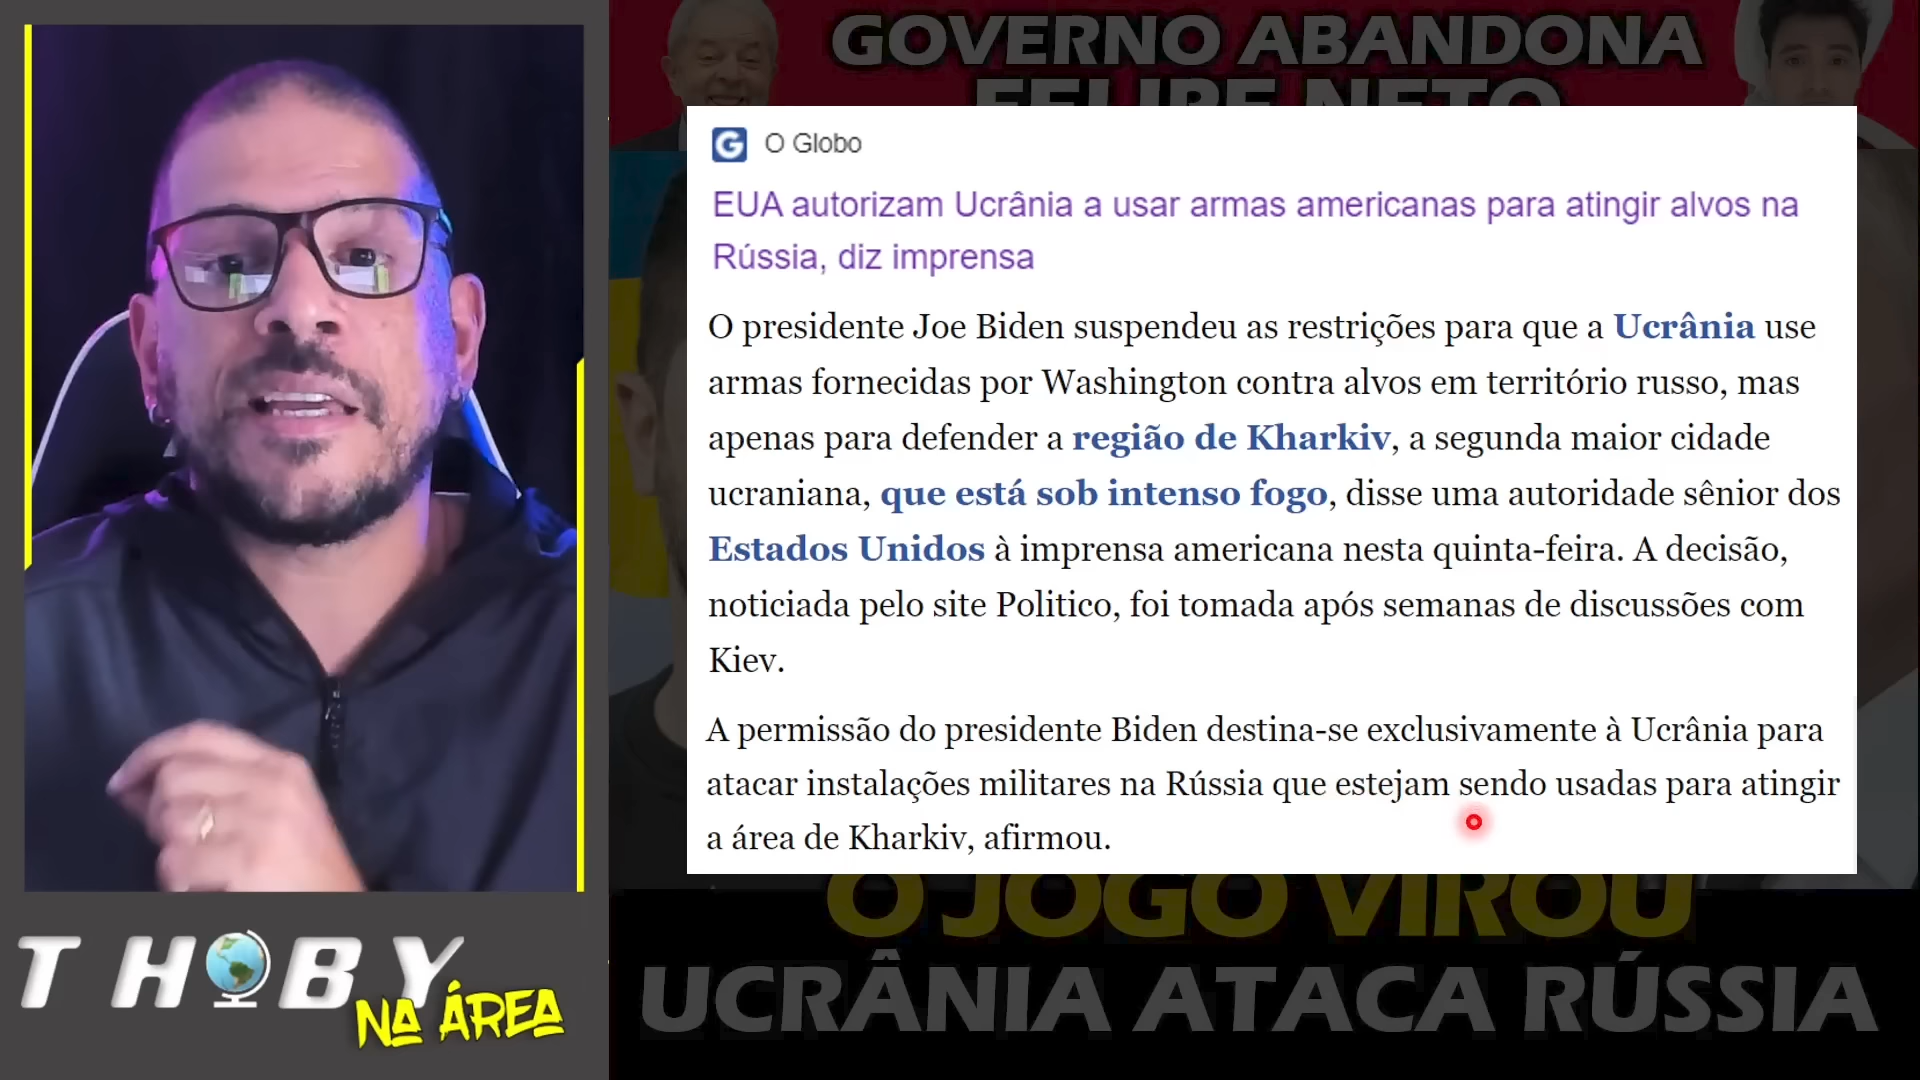 GOVERNO ABANDONA
FELIPE NETO
G O Globo
EUA autorizam Ucrânia a usar armas americanas para atingir alvos na
Rússia, diz imprensa
O presidente Joe Biden suspendeu as restrições para que a Ucrânia use
armas fornecidas por Washington contra alvos em território russo, mas
apenas para defender a região de Kharkiv, a segunda maior cidade
ucraniana, que está sob intenso fogo, disse uma autoridade sênior dos
Estados Unidos à imprensa americana nesta quinta-feira. A decisão,
noticiada pelo site Politico, foi tomada após semanas de discussões com
Kiev.
A permissão do presidente Biden destina-se exclusivamente à Ucrânia para
atacar instalações militares na Rússia que estejam sendo usadas para atingir
a área de Kharkiv, afirmou.
O JOGO VIROU
UCRÂNIA ATACA RÚSSIA
THOBY
NA ÁREA